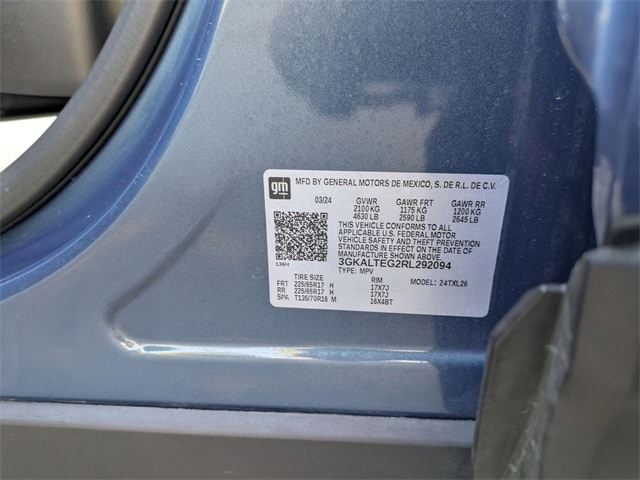 gm MFD BY GENERAL MOTORS DE MEXICO, S. DE R.L. DE C.V.
03/24 GVWR GAWR FRT GAWR RR
2100 KG 1175 KG 1200 KG
4630 LB 2590 LB 2645 LB
THIS VEHICLE CONFORMS TO ALL
APPLICABLE U.S. FEDERAL MOTOR
VEHICLE SAFETY AND THEFT PREVENTION
STANDARDS IN EFFECT ON THE DATE OF
MANUFACTURE SHOWN ABOVE.
3GKALTEG2RL292094
136H TYPE: MPV
TIRE SIZE RIM MODEL: 24TXL26
FRT 225/65R17 H 17X7J
RR 225/65R17 H 17X7J
SPA T135/70R16 M 16X4BT